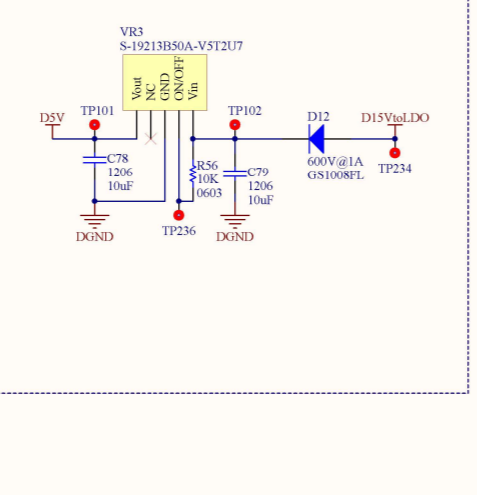 VR3
S-19213B50A-V5T2U7
Vout
NC
GND
ON/OFF
Vin
D5V
TP101
TP102
D12
D15VtoLDO
C78
1206
10uF
R56
10K
0603
C79
1206
10uF
600V@1A
GS1008FL
TP234
DGND
TP236
DGND